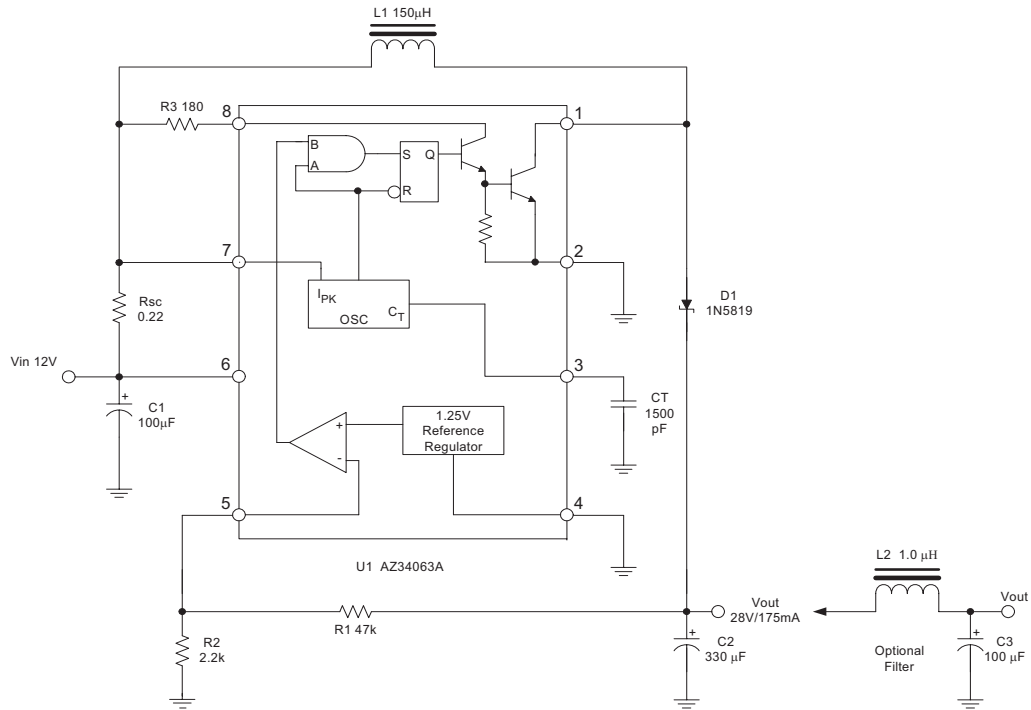 L1 150μH
R3 180
8
1
B
A
S
Q
R
7
2
Rsc
0.22
IPK
CT
OSC
D1
1N5819
Vin 12V
6
3
C1
100μF
CT
1500
pF
1.25V
Reference
Regulator
+
-
+
5
4
U1 AZ34063A
L2 1.0 μH
R1 47k
Vout
28V/175mA
Vout
R2
2.2k
+
C2
330 μF
Optional
Filter
+
C3
100 μF